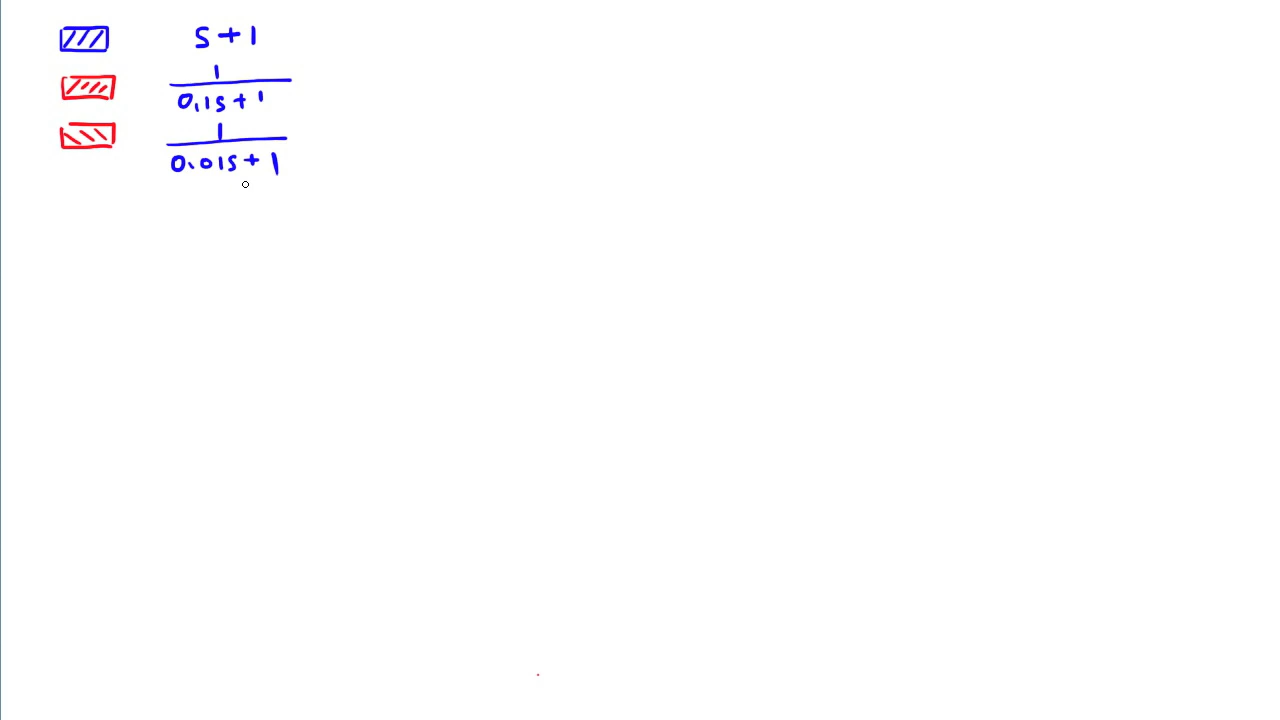 s + 1
1
0.1s + 1
1
0.01s + 1